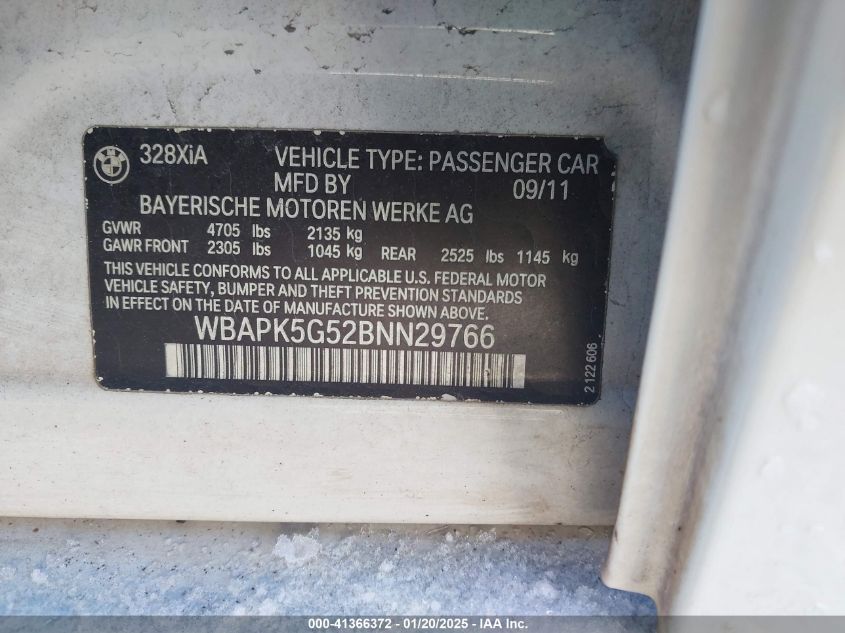 BMW
328XiA VEHICLE TYPE: PASSENGER CAR
MFD BY 09/11
BAYERISCHE MOTOREN WERKE AG
GVWR 4705 lbs 2135 kg
GAWR FRONT 2305 lbs 1045 kg REAR 2525 lbs 1145 kg
THIS VEHICLE CONFORMS TO ALL APPLICABLE U.S. FEDERAL MOTOR
VEHICLE SAFETY, BUMPER AND THEFT PREVENTION STANDARDS
IN EFFECT ON THE DATE OF MANUFACTURE SHOWN ABOVE.
WBAPK5G52BNN29766
2 122 606
000-41366372 - 01/20/2025 - IAA Inc.